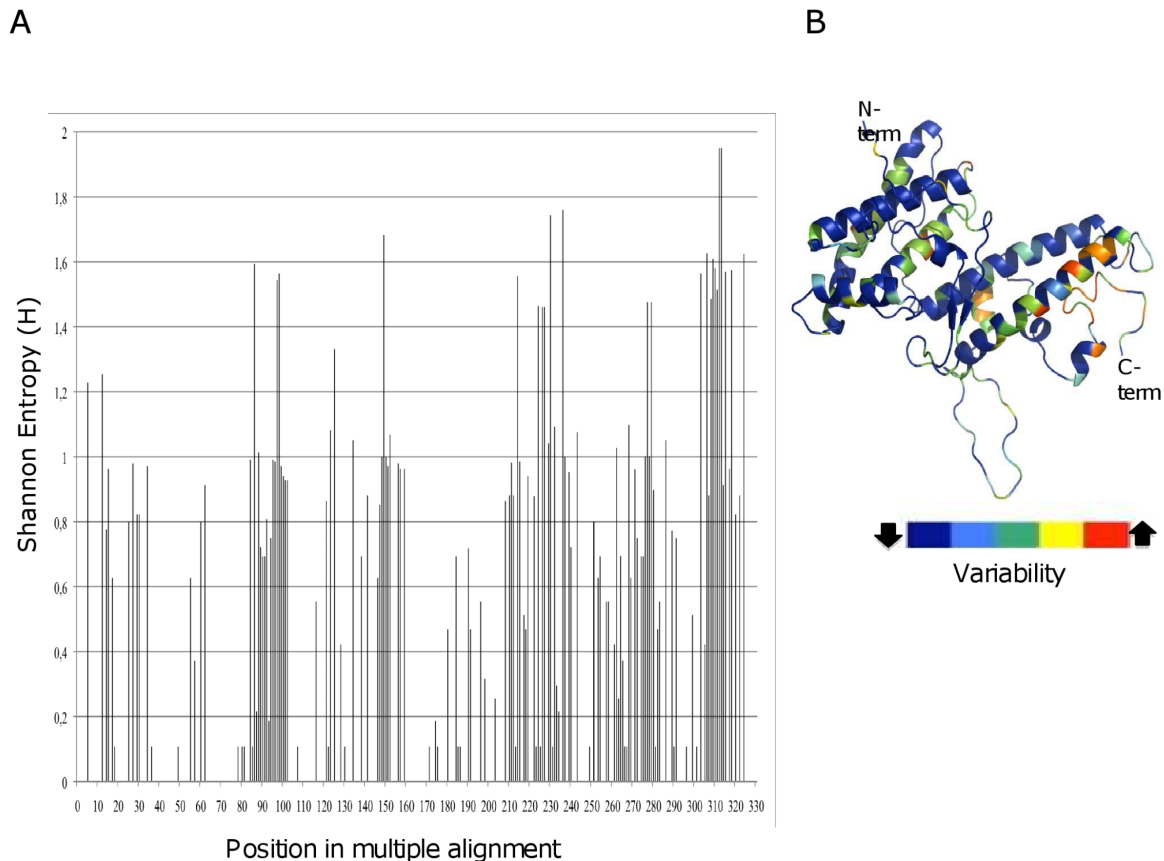 A
B
2
1,8
1,6
1,4
1,2
1
0,8
0,6
0,4
0,2
0
Shannon Entropy (H)
0 10 20 30 40 50 60 70 80 90 100 110 120 130 140 150 160 170 180 190 200 210 220 230 240 250 260 270 280 290 300 310 320 330
Position in multiple alignment
N-
term
C-
term
Variability